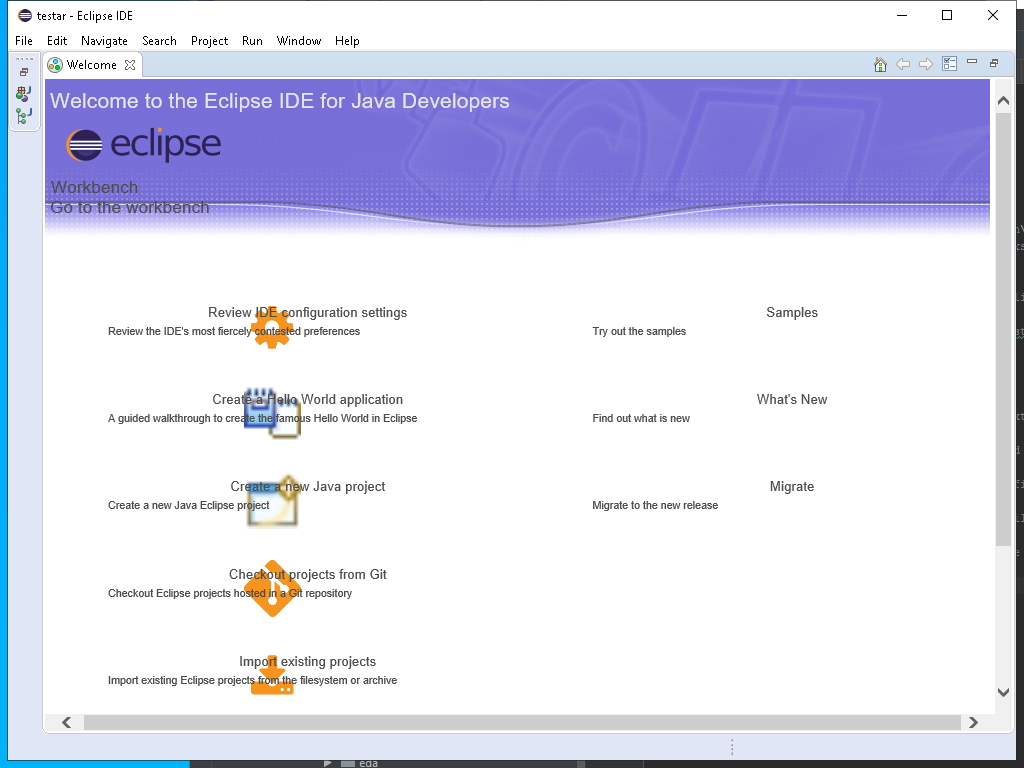 testar - Eclipse IDE
File Edit Navigate Search Project Run Window Help
Welcome
Welcome to the Eclipse IDE for Java Developers
eclipse
Workbench
Go to the workbench
Review IDE configuration settings
Review the IDE's most fiercely contested preferences
Samples
Try out the samples
Create a Hello World application
A guided walkthrough to create the famous Hello World in Eclipse
What's New
Find out what is new
Create a new Java project
Create a new Java Eclipse project
Migrate
Migrate to the new release
Checkout projects from Git
Checkout Eclipse projects hosted in a Git repository
Import existing projects
Import existing Eclipse projects from the filesystem or archive
eda